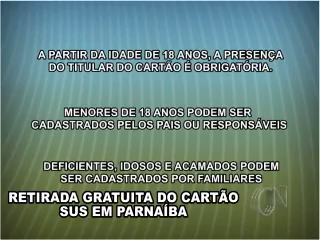 A PARTIR DA IDADE DE 18 ANOS, A PRESENÇA
DO TITULAR DO CARTÃO É OBRIGATÓRIA.
MENORES DE 18 ANOS PODEM SER
CADASTRADOS PELOS PAIS OU RESPONSÁVEIS
DEFICIENTES, IDOSOS E ACAMADOS PODEM
SER CADASTRADOS POR FAMILIARES
RETIRADA GRATUITA DO CARTÃO
SUS EM PARNAÍBA